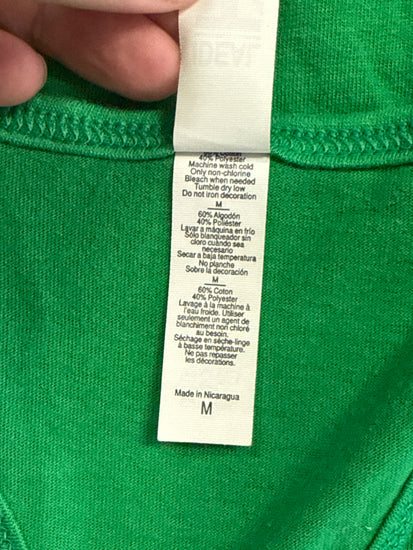 IDEAL
40% Polyester
Machine wash cold
Only non-chlorine
Bleach when needed
Tumble dry low
Do not iron decoration
M
60% Algodón
40% Poliéster
Lavar a máquina en frío
Sólo blanqueador sin
cloro cuándo sea
necesario
Secar a baja temperatura
No planche
Sobre la decoración
M
60% Coton
40% Polyester
Lavage à la machine à
l'eau froide. Utiliser
seulement un agent de
blanchiment non chloré
au besoin.
Séchage en sèche-linge
à basse température.
Ne pas repasser
les décorations.
Made in Nicaragua
M